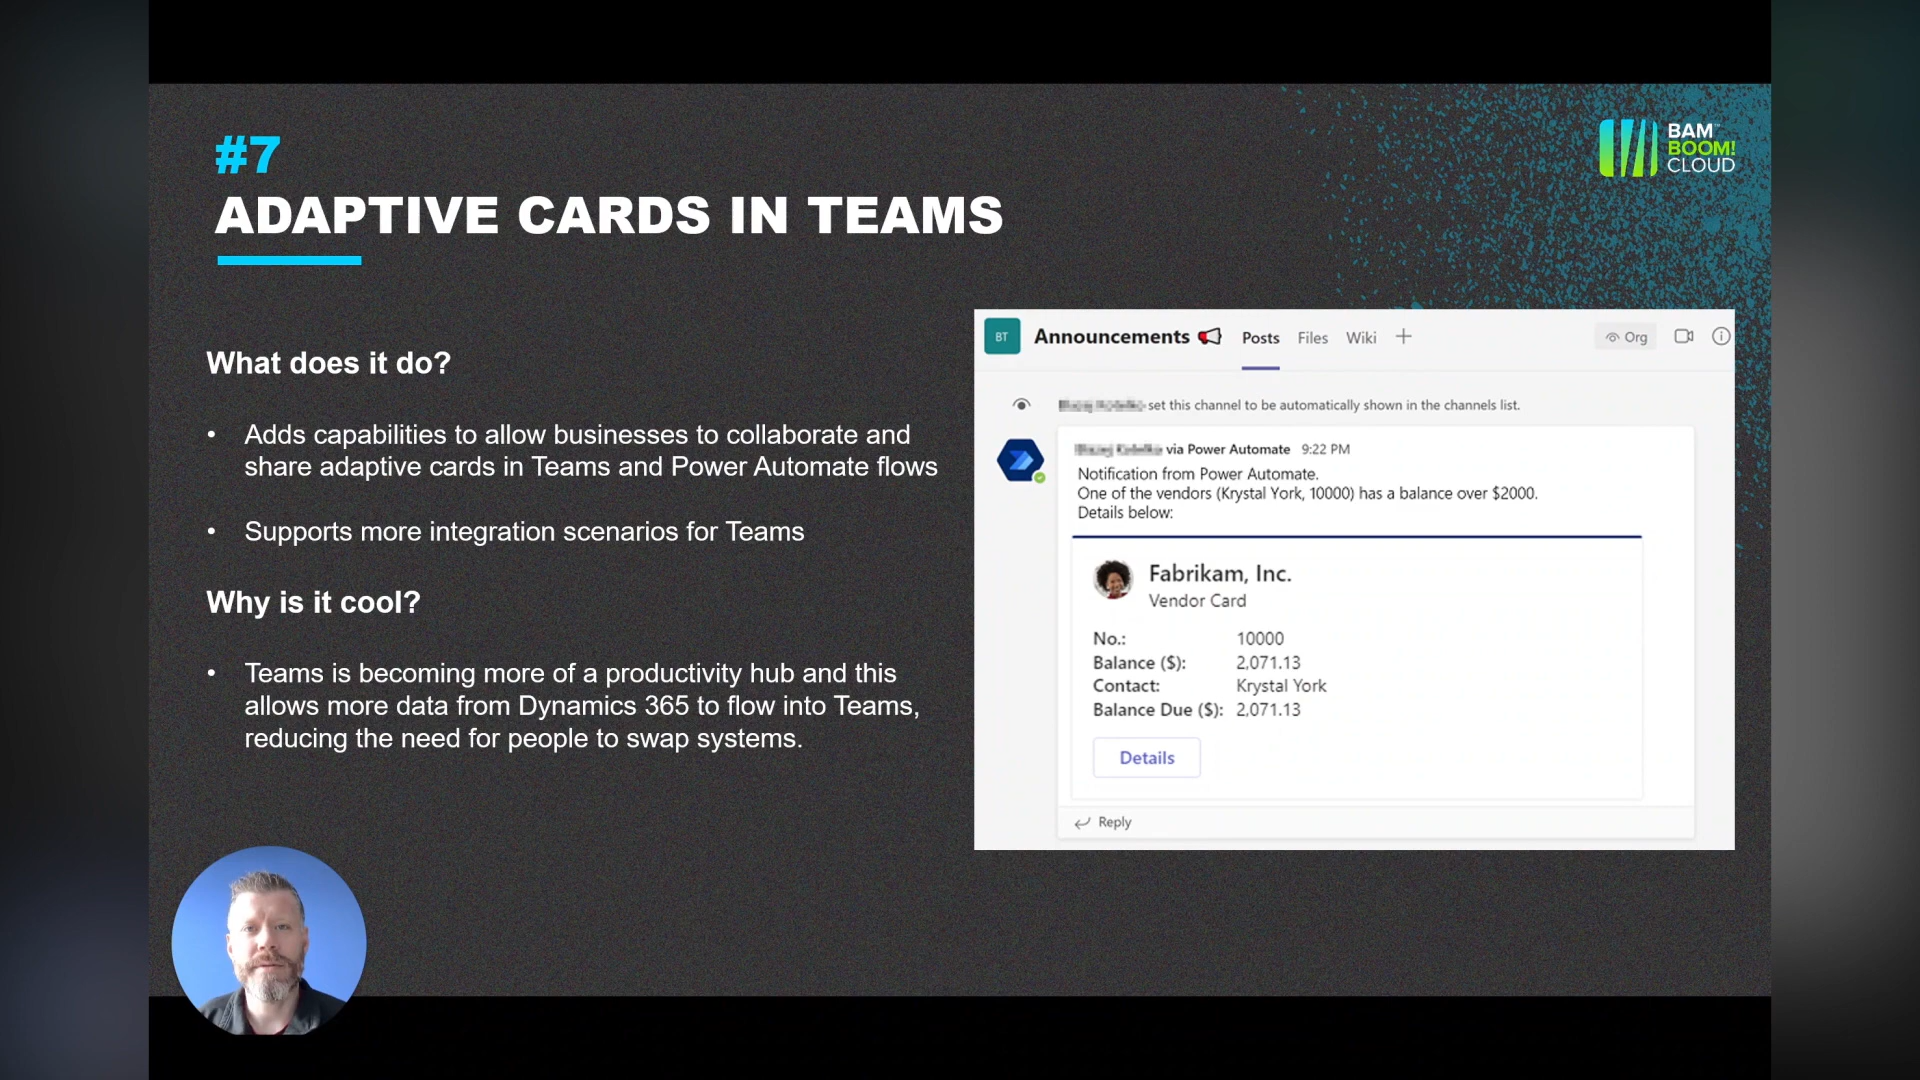 #7
ADAPTIVE CARDS IN TEAMS
BAM™
BOOM!
CLOUD
What does it do?
• Adds capabilities to allow businesses to collaborate and
share adaptive cards in Teams and Power Automate flows
• Supports more integration scenarios for Teams
Why is it cool?
• Teams is becoming more of a productivity hub and this
allows more data from Dynamics 365 to flow into Teams,
reducing the need for people to swap systems.
BT Announcements Posts Files Wiki + Org
set this channel to be automatically shown in the channels list.
via Power Automate 9:22 PM
Notification from Power Automate.
One of the vendors (Krystal York, 10000) has a balance over $2000.
Details below:
Fabrikam, Inc.
Vendor Card
No.: 10000
Balance ($): 2,071.13
Contact: Krystal York
Balance Due ($): 2,071.13
Details
Reply